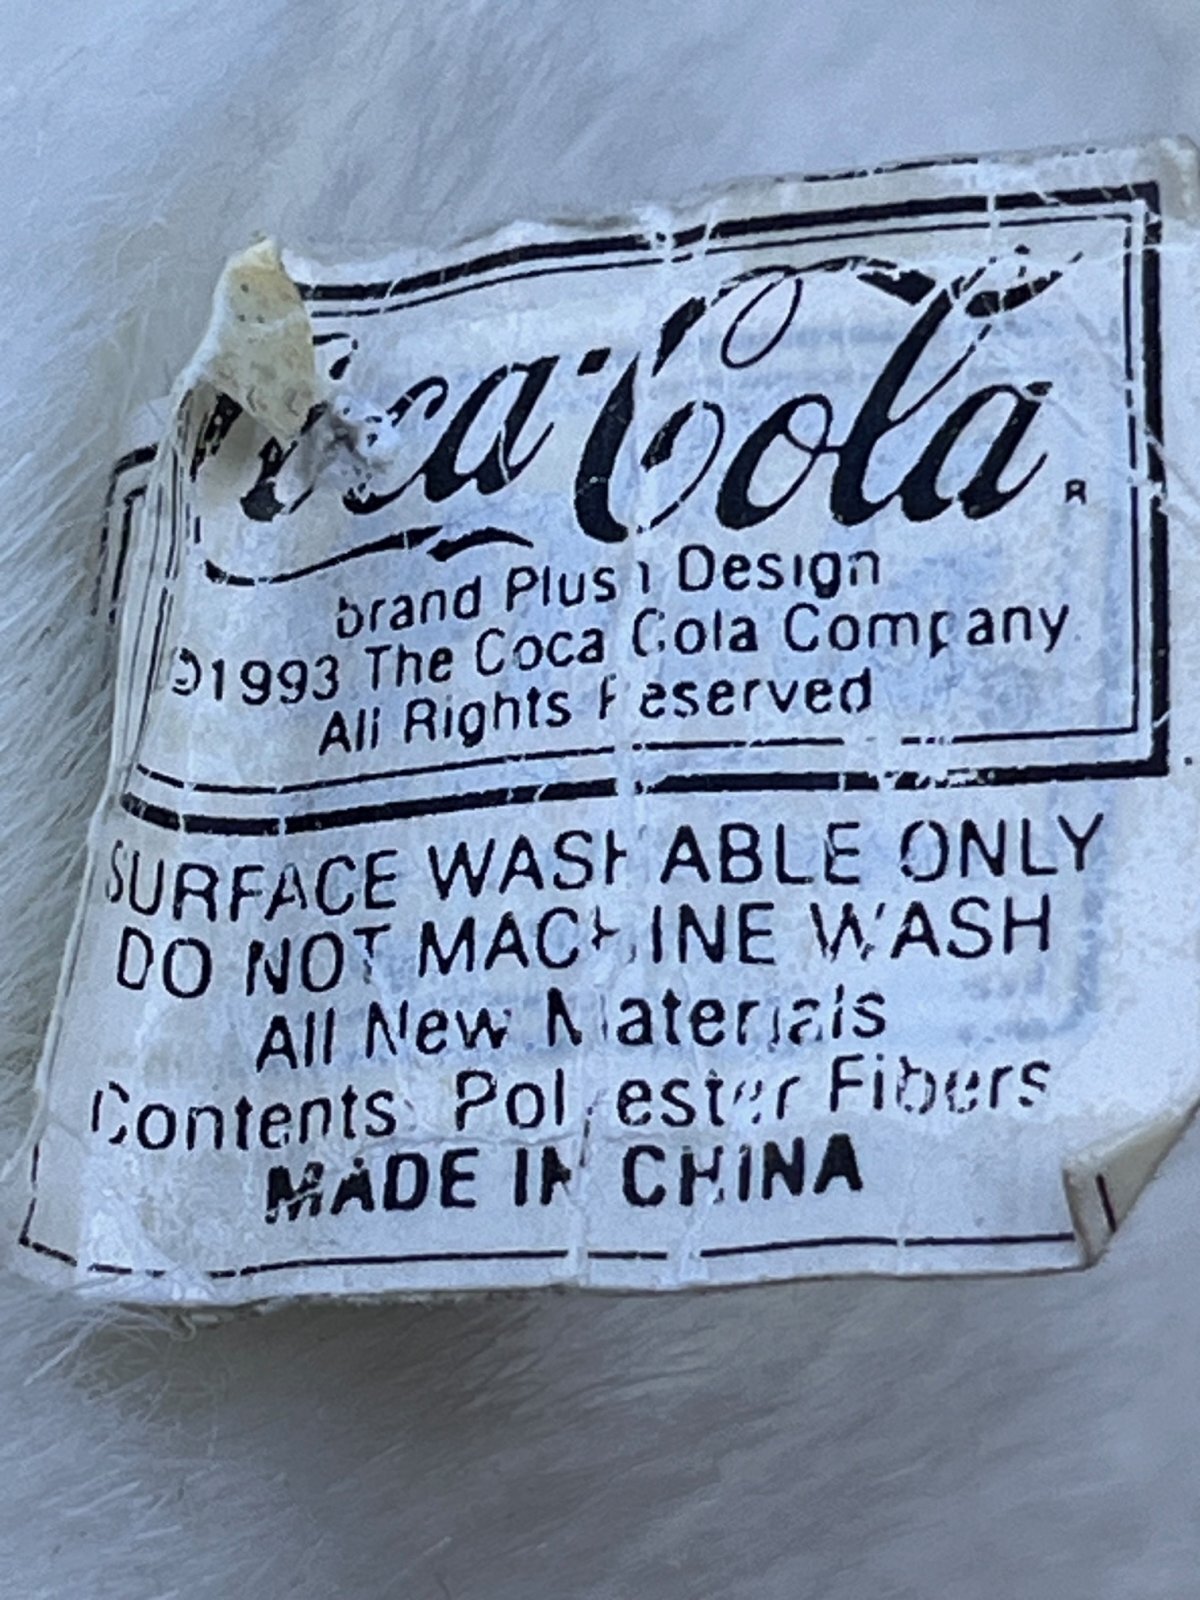 Coca-Cola
R
brand Plush Design
©1993 The Coca Cola Company
All Rights Reserved
SURFACE WASHABLE ONLY
DO NOT MACHINE WASH
All New Materials
Contents: Polyester Fibers
MADE IN CHINA